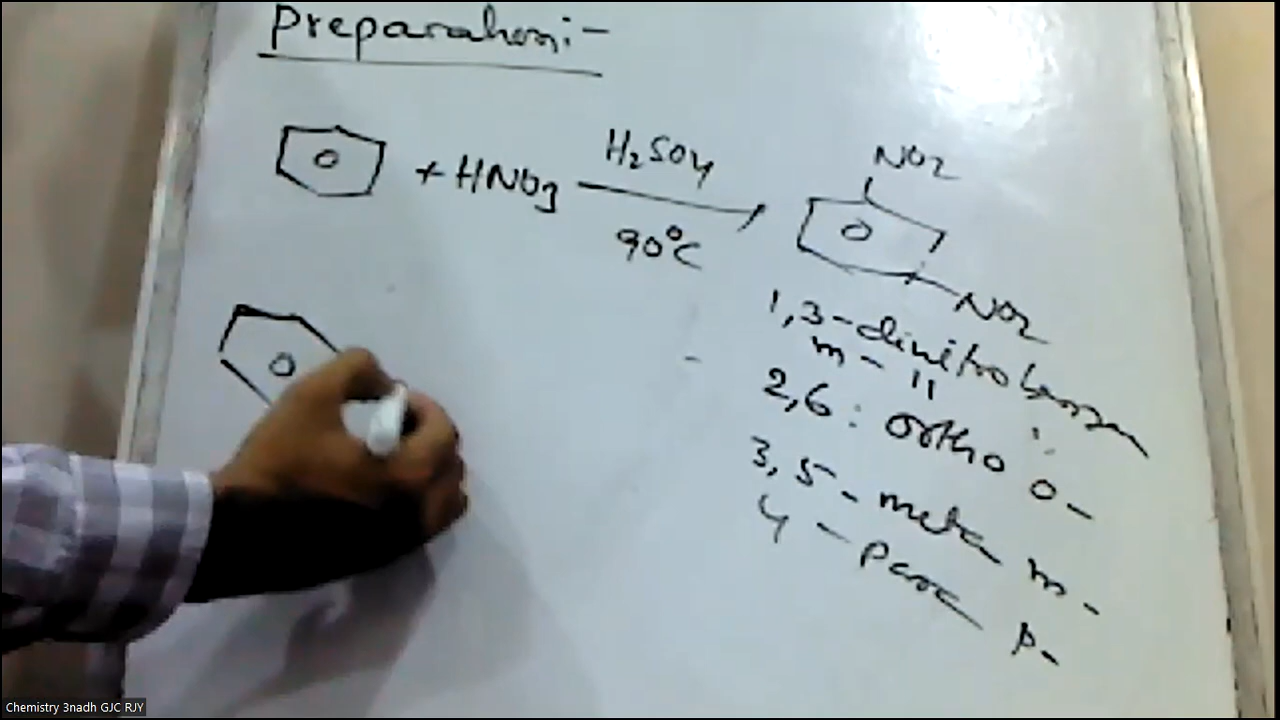 Preparation:-
+ HNO3 H2SO4 90°C
NO2
NO2
1,3-dinitrobenzene
m- "
2,6: ortho o-
3,5-meta m-
4-para p-
Chemistry 3nadh GJC RJY